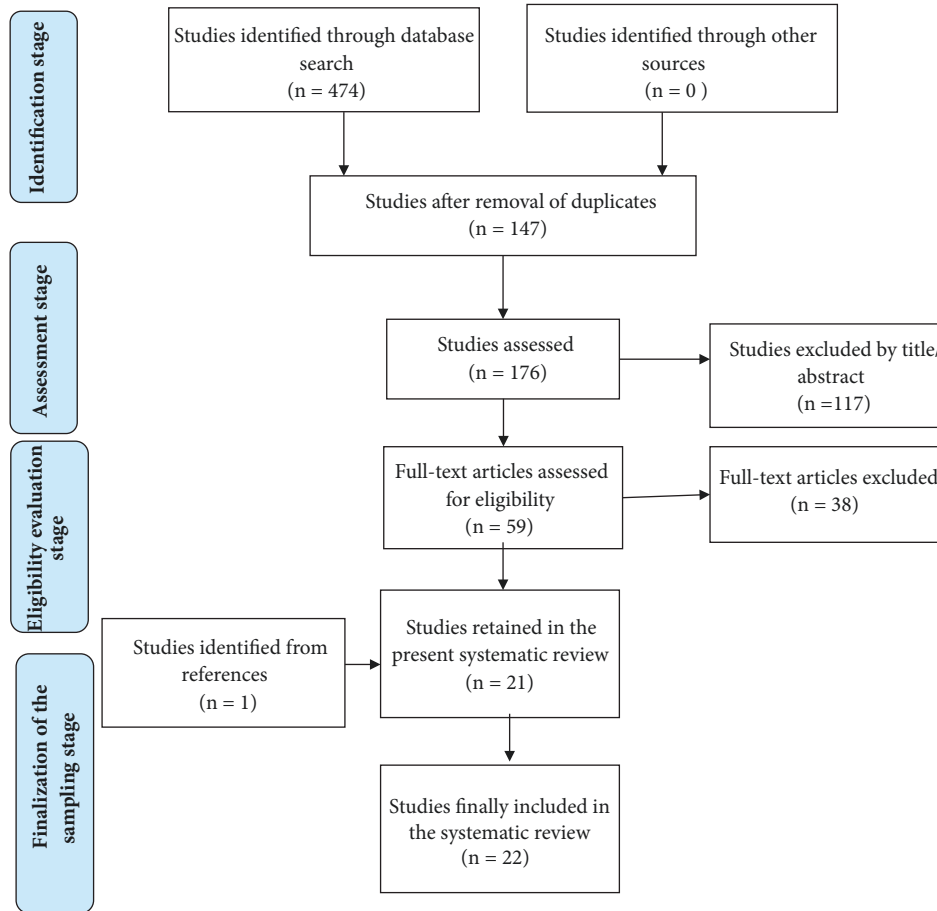 Identification stage
Studies identified through database
search
(n = 474)
Studies identified through other
sources
(n = 0 )
Studies after removal of duplicates
(n = 147)
Assessment stage
Studies assessed
(n = 176)
Studies excluded by title/
abstract
(n =117)
Eligibility evaluation
stage
Full-text articles assessed
for eligibility
(n = 59)
Full-text articles excluded
(n = 38)
Finalization of the
sampling stage
Studies identified from
references
(n = 1)
Studies retained in the
present systematic review
(n = 21)
Studies finally included in
the systematic review
(n = 22)